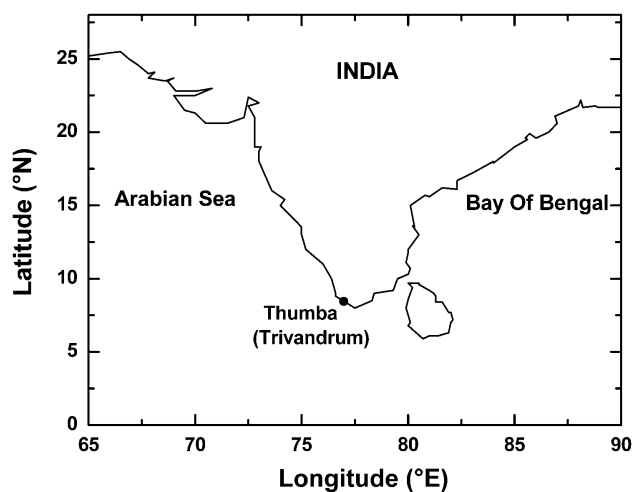 INDIA
Arabian Sea
Bay Of Bengal
Thumba
(Trivandrum)
Latitude (°N)
25
20
15
10
5
0
65 70 75 80 85 90
Longitude (°E)